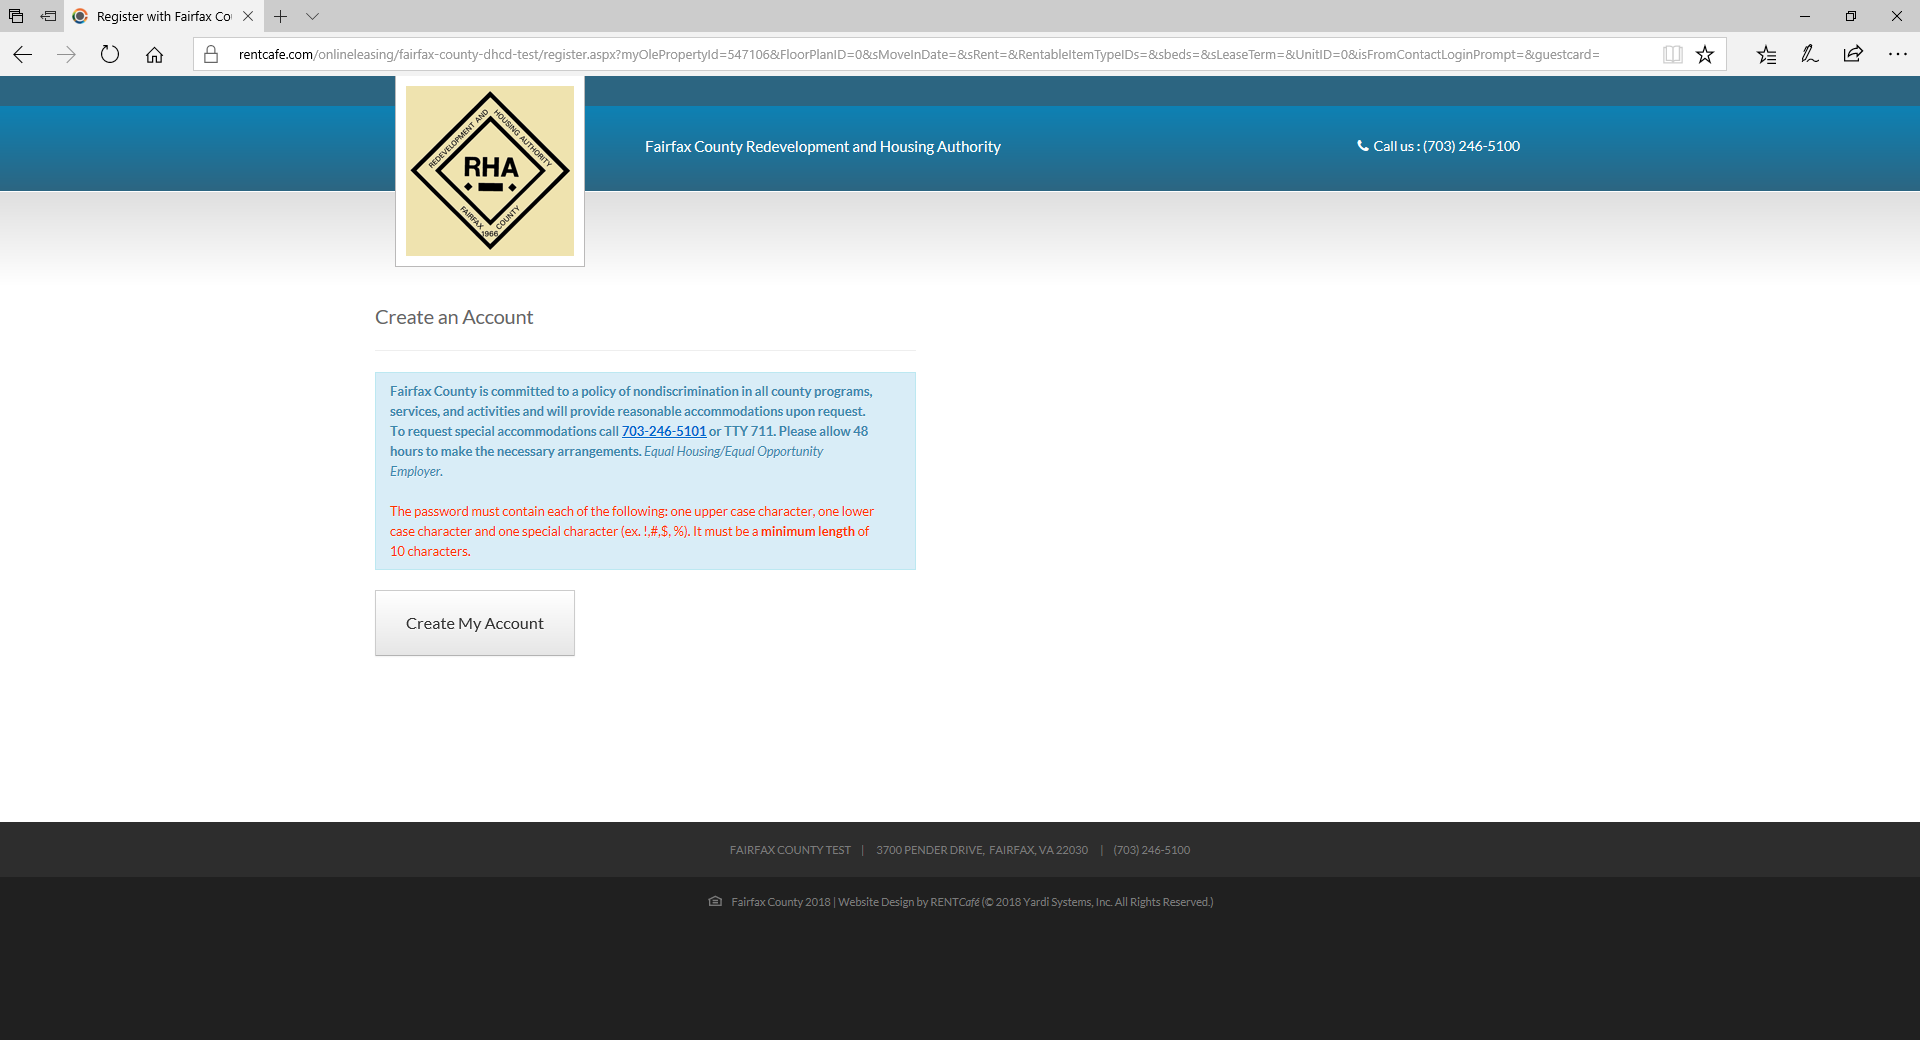 Register with Fairfax Co
rentcafe.com/onlineleasing/fairfax-county-dhcd-test/register.aspx?myOlePropertyId=547106&FloorPlanID=0&sMoveInDate=&sRent=&RentableItemTypeIDs=&sbeds=&sLeaseTerm=&UnitID=0&isFromContactLoginPrompt=&guestcard=
REDEVELOPMENT AND HOUSING AUTHORITY
RHA
FAIRFAX COUNTY
1966
Fairfax County Redevelopment and Housing Authority
Call us : (703) 246-5100
Create an Account
Fairfax County is committed to a policy of nondiscrimination in all county programs,
services, and activities and will provide reasonable accommodations upon request.
To request special accommodations call 703-246-5101 or TTY 711. Please allow 48
hours to make the necessary arrangements. Equal Housing/Equal Opportunity
Employer.
The password must contain each of the following: one upper case character, one lower
case character and one special character (ex. !,#,$, %). It must be a minimum length of
10 characters.
Create My Account
FAIRFAX COUNTY TEST | 3700 PENDER DRIVE, FAIRFAX, VA 22030 | (703) 246-5100
Fairfax County 2018 | Website Design by RENTCafé (© 2018 Yardi Systems, Inc. All Rights Reserved.)